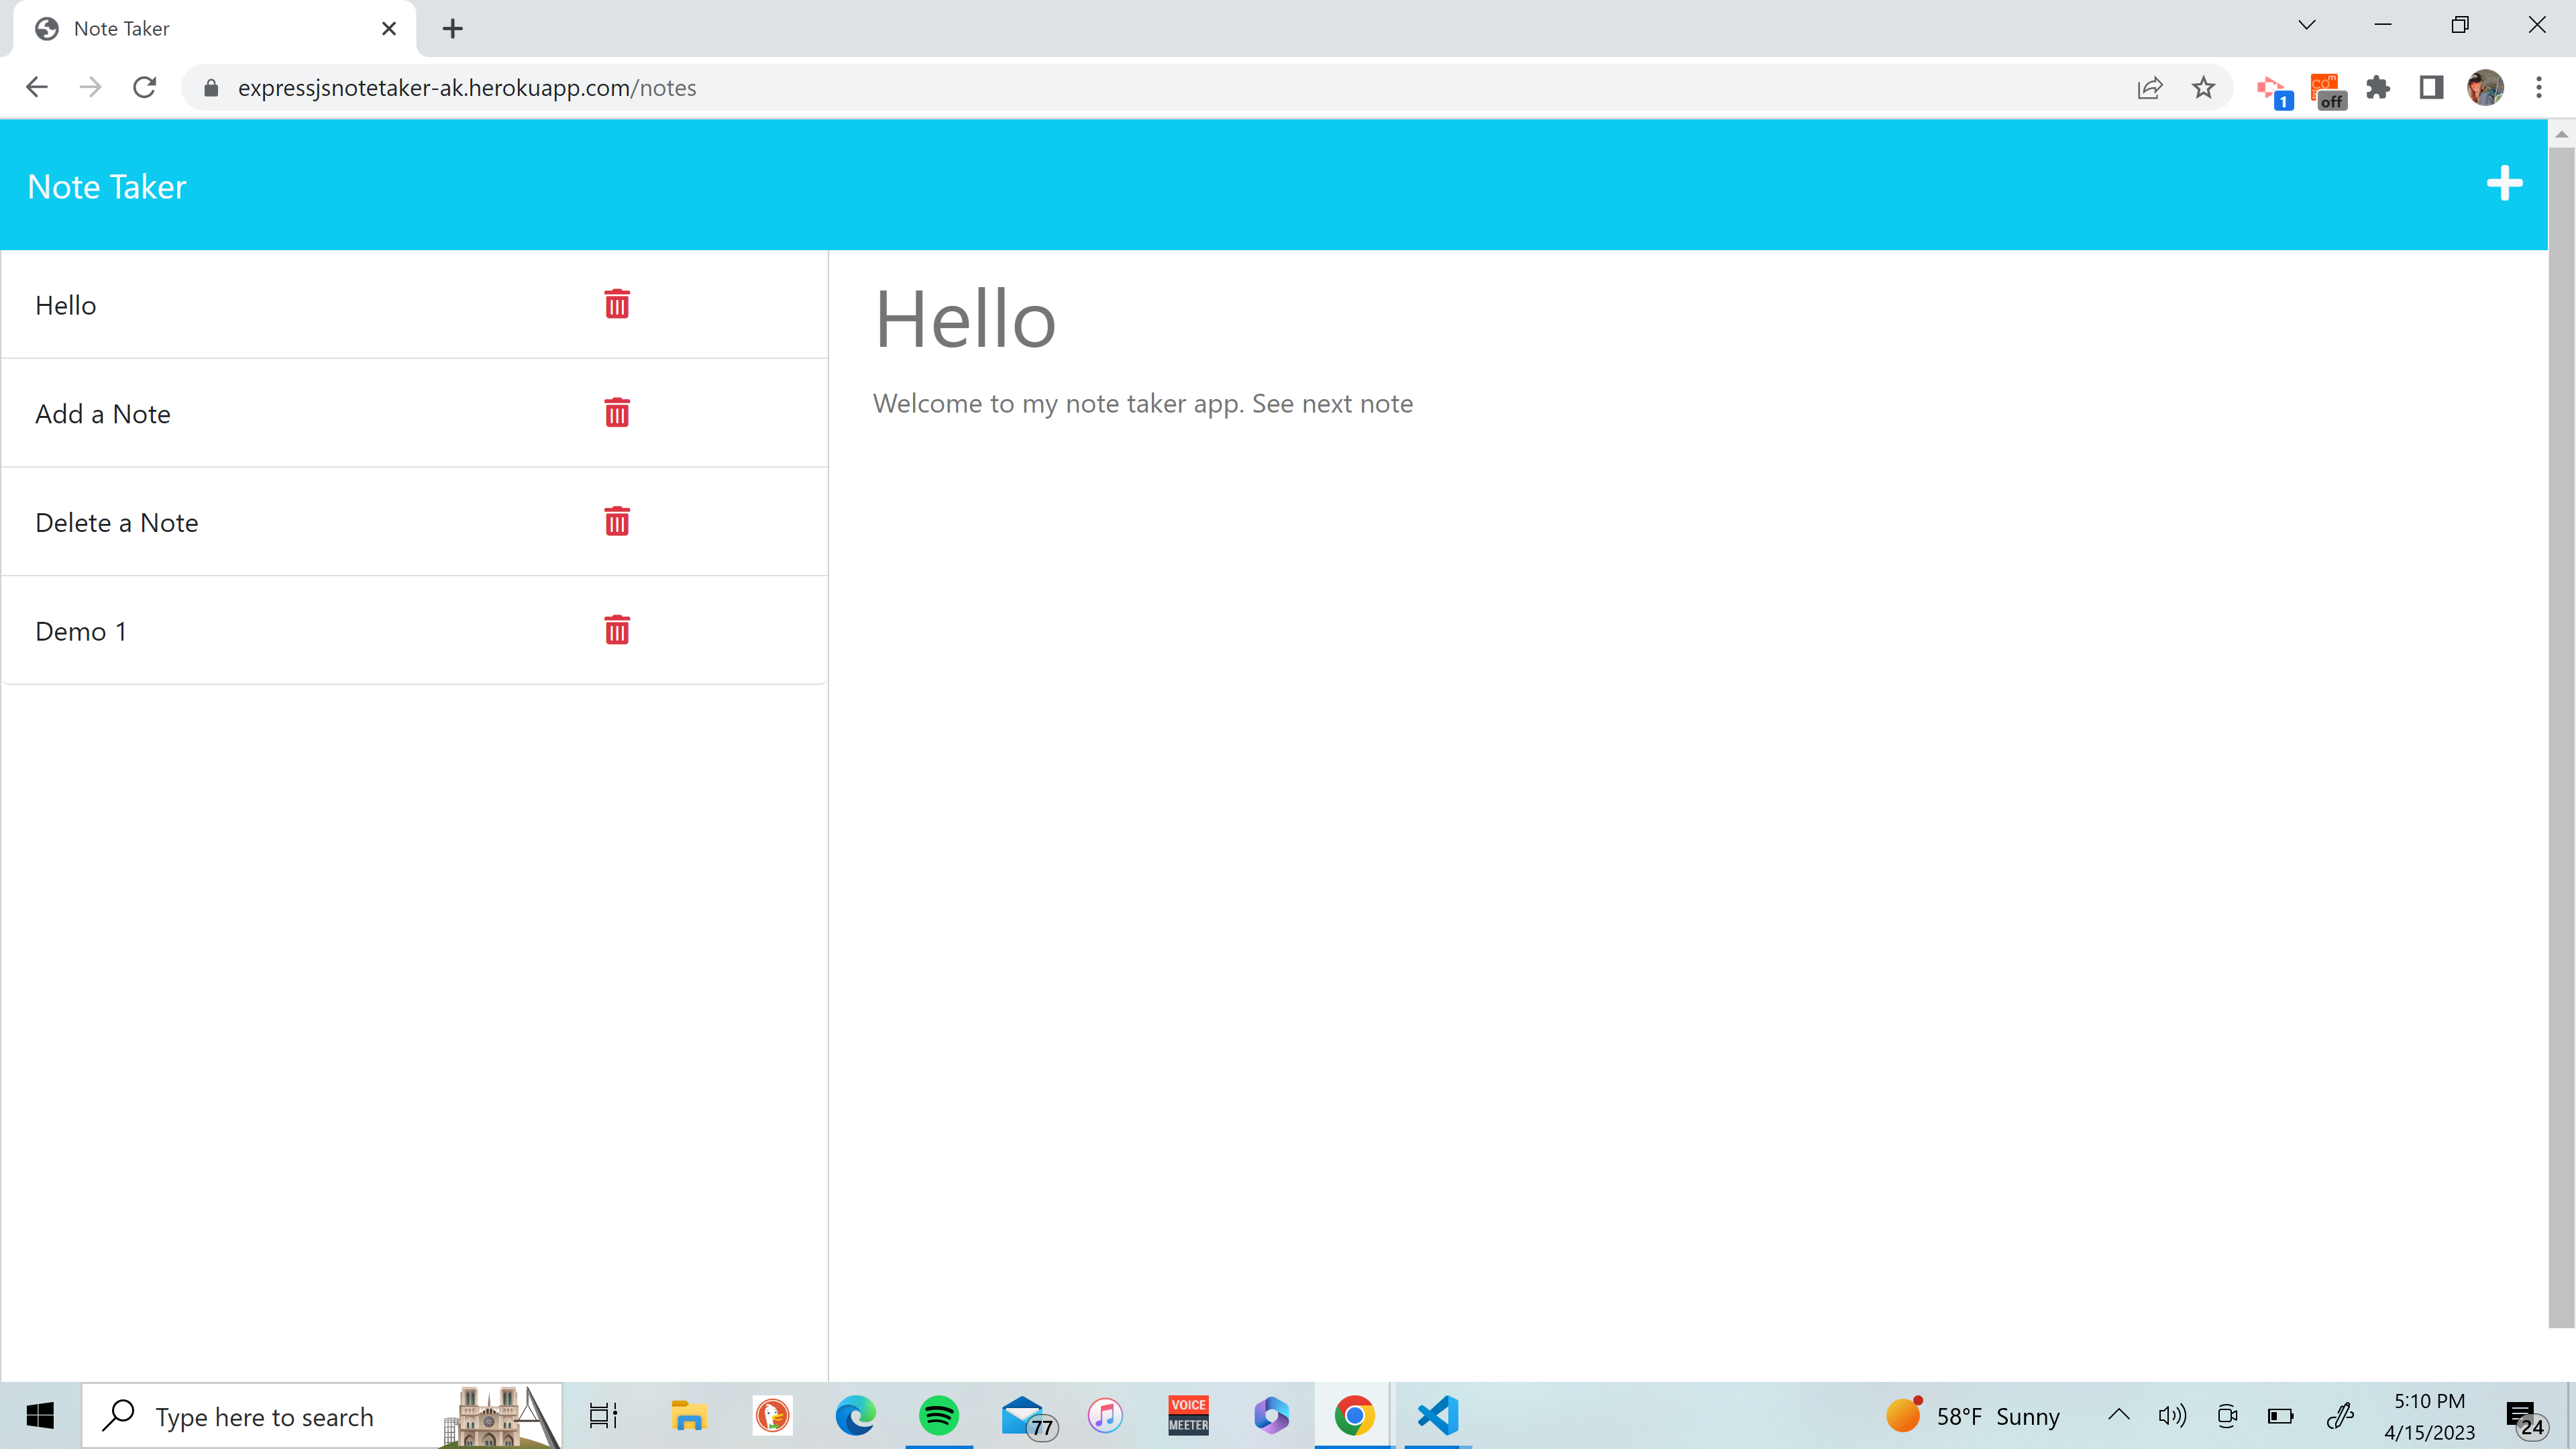 Note Taker
expressjsnotetaker-ak.herokuapp.com/notes
1
com
off
Note Taker
Hello
Add a Note
Delete a Note
Demo 1
Hello
Welcome to my note taker app. See next note
Type here to search
77
VOICE
MEETER
58°F Sunny
5:10 PM
4/15/2023
24